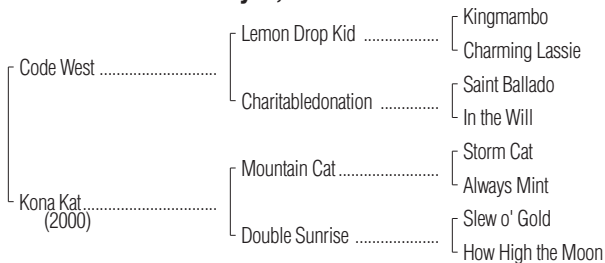 Kingmambo
Lemon Drop Kid ..................
Charming Lassie
Code West ............................
Saint Ballado
Charitabledonation ..............
In the Will
Storm Cat
Mountain Cat ........................
Always Mint
Kona Kat................................
(2000)
Slew o' Gold
Double Sunrise ....................
How High the Moon